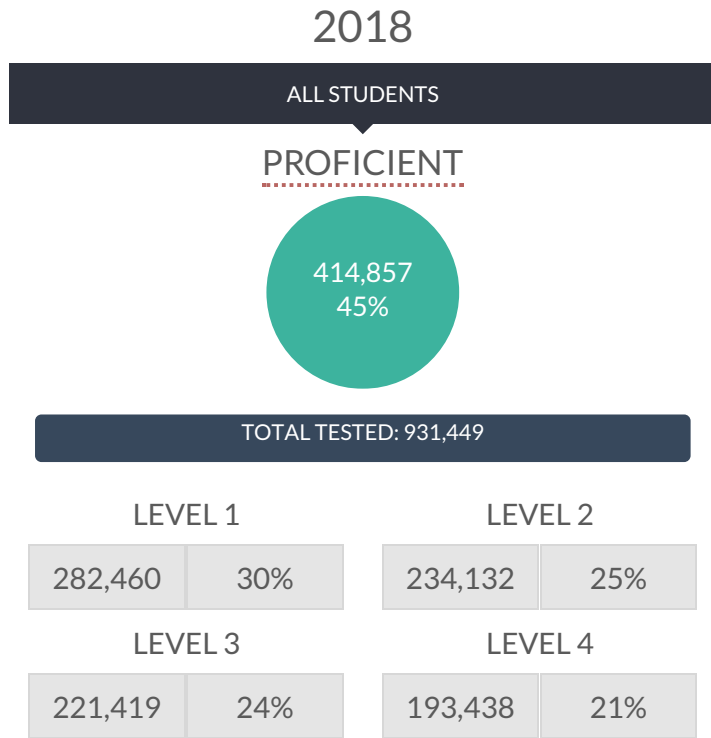 2018
ALL STUDENTS
PROFICIENT
414,857
45%
TOTAL TESTED: 931,449
LEVEL 1 LEVEL 2
282,460 30% 234,132 25%
LEVEL 3 LEVEL 4
221,419 24% 193,438 21%